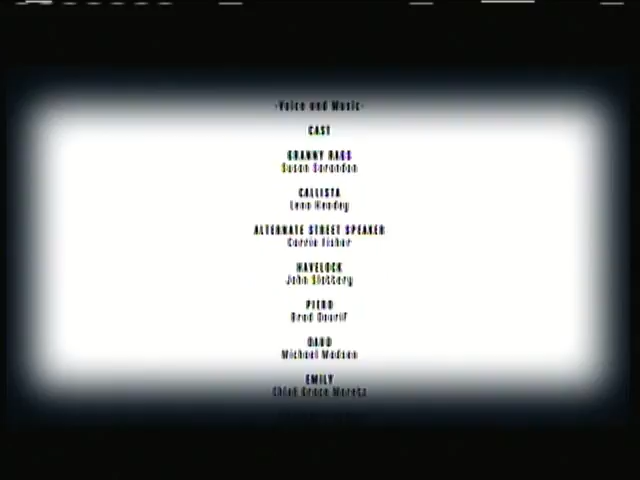 -Voice and Music-
CAST
GRANNY RAGS
Susan Sarandon
CALLISTA
Lena Headey
ALTERNATE STREET SPEAKER
Carrie Fisher
HAVELOCK
John Slattery
PIERO
Brad Dourif
DAUD
Michael Madsen
EMILY
Chloë Grace Moretz